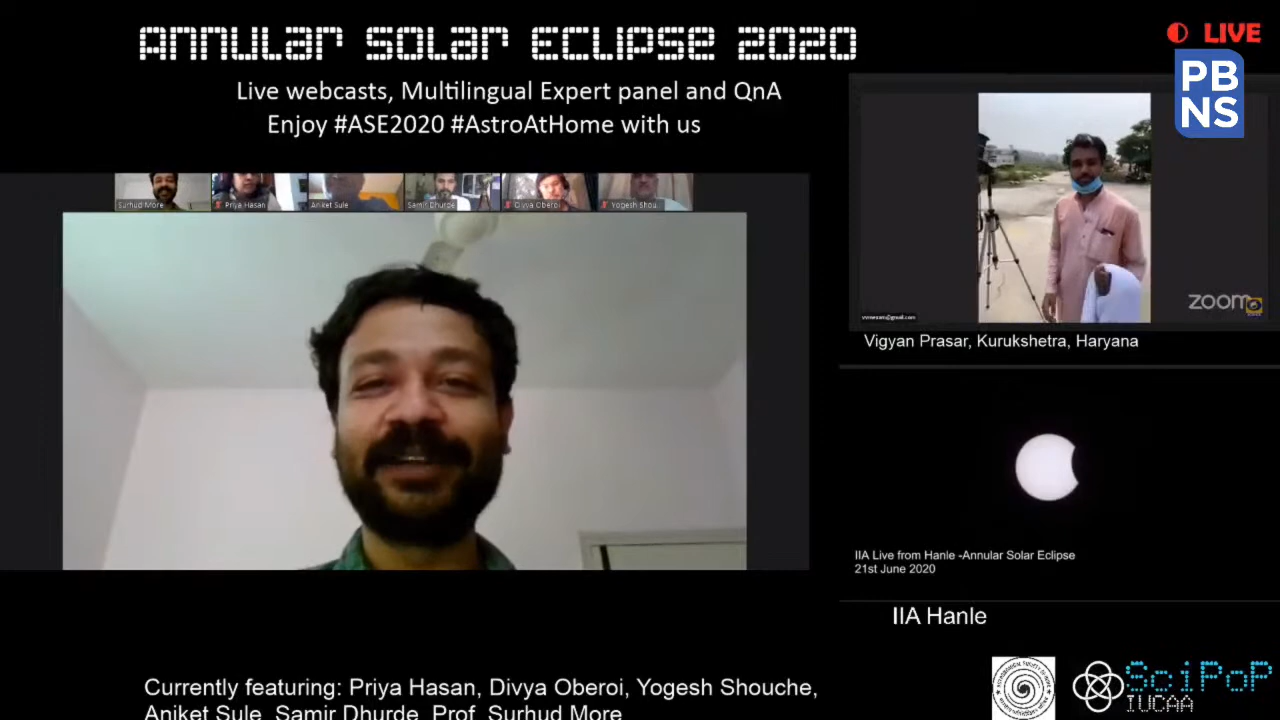 ANNULAR SOLAR ECLIPSE 2020
LIVE
PB
NS
Live webcasts, Multilingual Expert panel and QnA
Enjoy #ASE2020 #AstroAtHome with us
Surhud More
Priya Hasan
Aniket Sule
Samir Dhurde
Divya Oberoi
Yogesh Shou...
zoom
Vigyan Prasar, Kurukshetra, Haryana
IIA Live from Hanle -Annular Solar Eclipse
21st June 2020
IIA Hanle
Currently featuring: Priya Hasan, Divya Oberoi, Yogesh Shouche,
Aniket Sule, Samir Dhurde, Prof. Surhud More
SciPoP
IUCAA